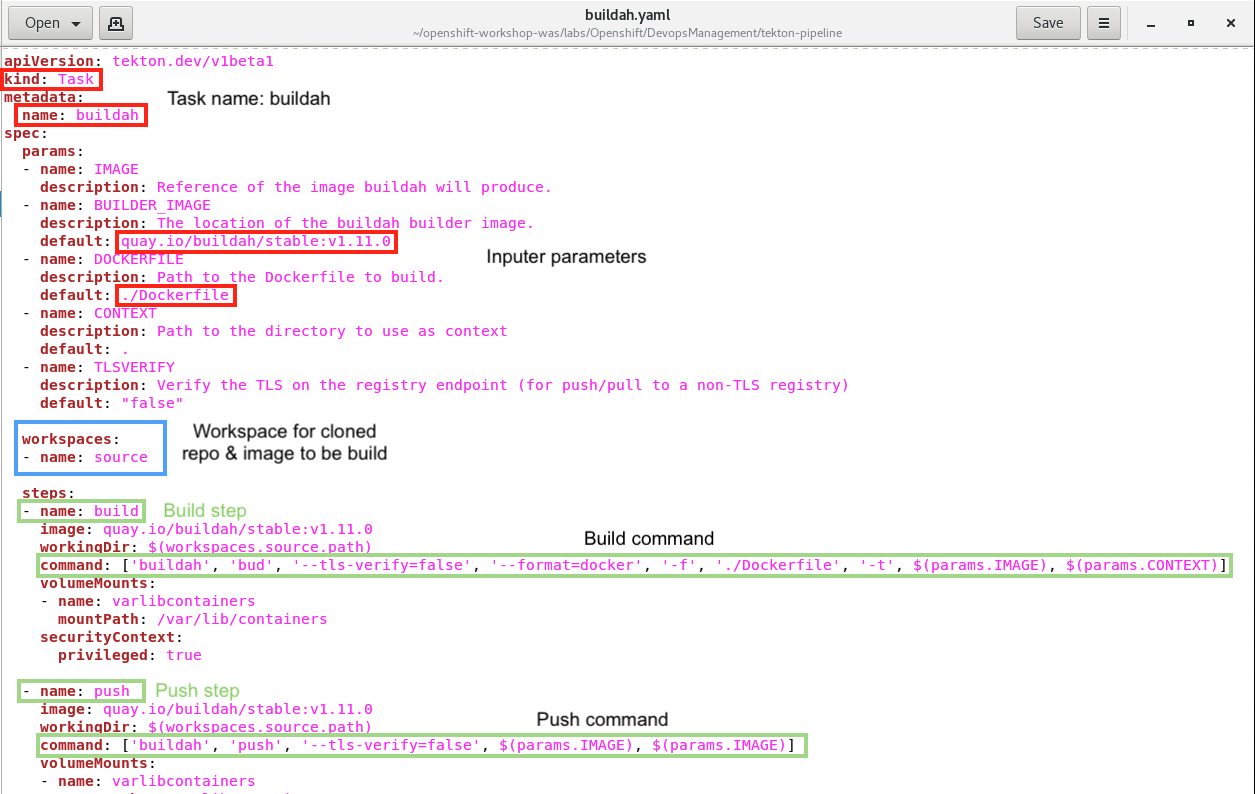 Open
buildah.yaml
~/openshift-workshop-was/labs/Openshift/DevopsManagement/tekton-pipeline
Save
apiVersion: tekton.dev/v1beta1
kind: Task
metadata:
Task name: buildah
name: buildah
spec:
params:
- name: IMAGE
description: Reference of the image buildah will produce.
- name: BUILDER_IMAGE
description: The location of the buildah builder image.
default: quay.io/buildah/stable:v1.11.0
Inputer parameters
- name: DOCKERFILE
description: Path to the Dockerfile to build.
default: ./Dockerfile
- name: CONTEXT
description: Path to the directory to use as context
default: .
- name: TLSVERIFY
description: Verify the TLS on the registry endpoint (for push/pull to a non-TLS registry)
default: "false"
workspaces:
- name: source
Workspace for cloned
repo & image to be build
steps:
- name: build
Build step
image: quay.io/buildah/stable:v1.11.0
Build command
workingDir: $(workspaces.source.path)
command: ['buildah', 'bud', '--tls-verify=false', '--format=docker', '-f', './Dockerfile', '-t', $(params.IMAGE), $(params.CONTEXT)]
volumeMounts:
- name: varlibcontainers
mountPath: /var/lib/containers
securityContext:
privileged: true
- name: push
Push step
image: quay.io/buildah/stable:v1.11.0
Push command
workingDir: $(workspaces.source.path)
command: ['buildah', 'push', '--tls-verify=false', $(params.IMAGE), $(params.IMAGE)]
volumeMounts:
- name: varlibcontainers